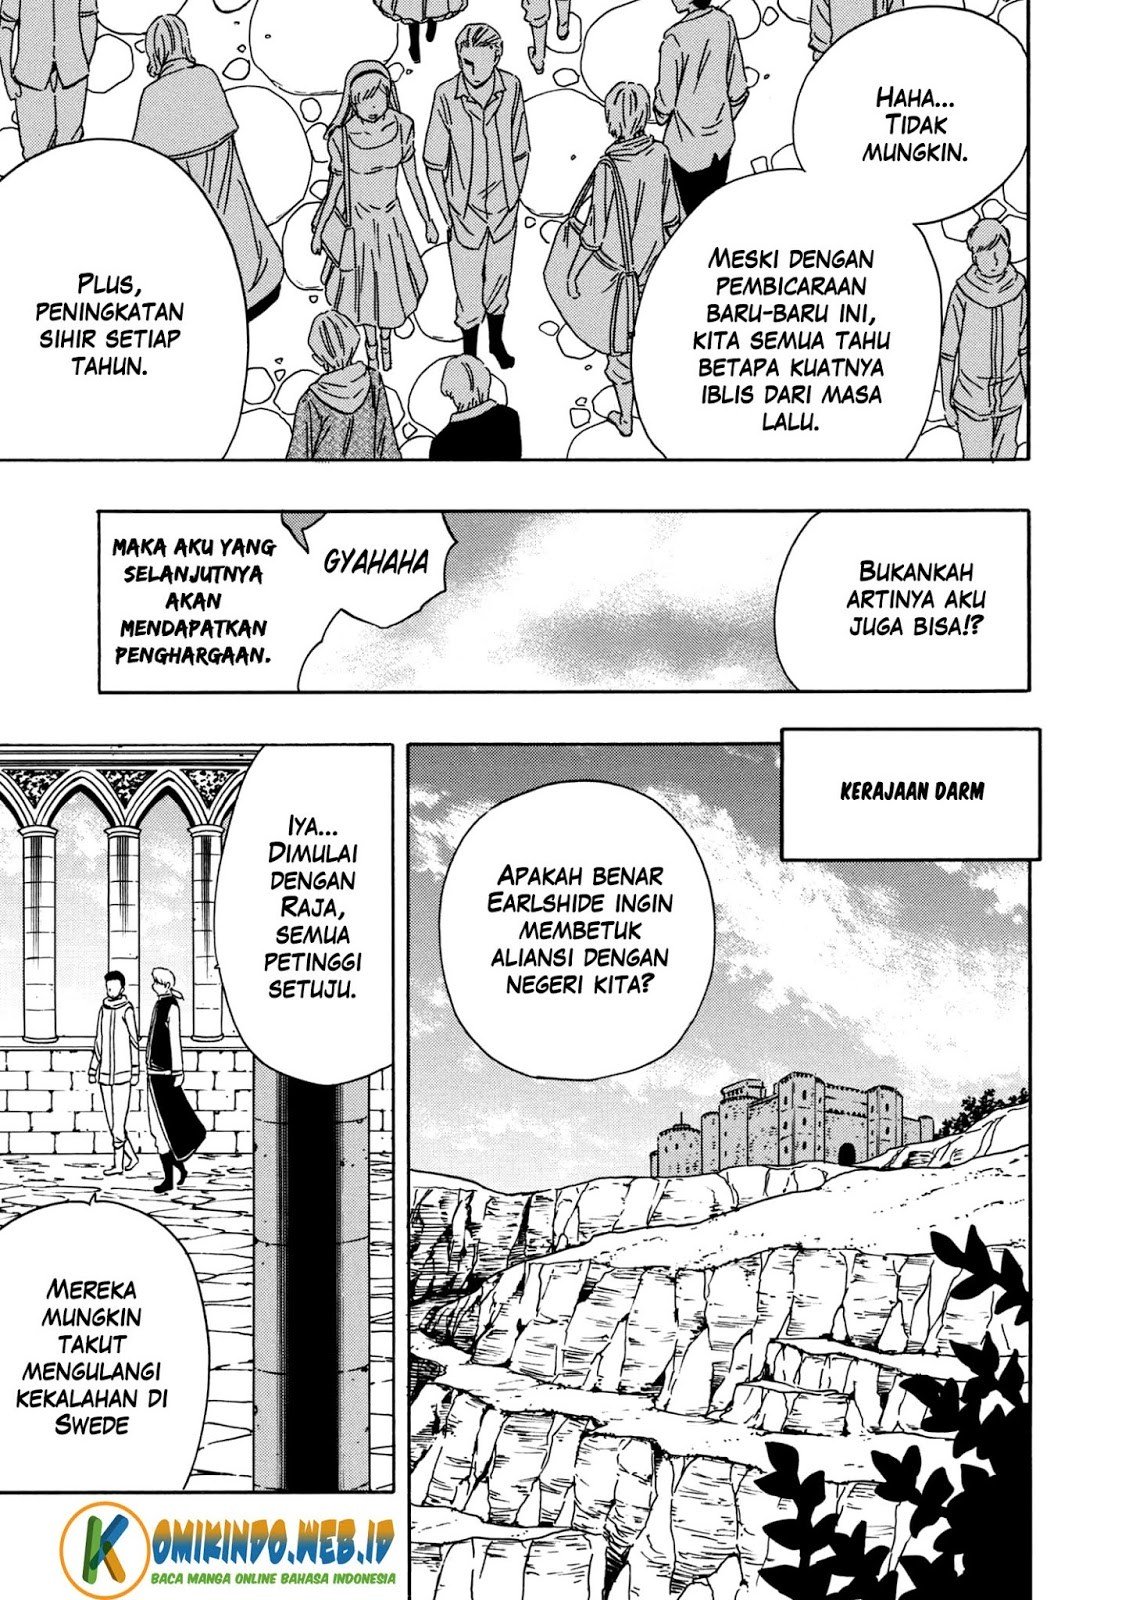 HAHA...
TIDAK
MUNGKIN.
MESKI DENGAN
PEMBICARAAN
BARU-BARU INI,
KITA SEMUA TAHU
BETAPA KUATNYA
IBLIS DARI MASA
LALU.
PLUS,
PENINGKATAN
SIHIR SETIAP
TAHUN.
BUKANKAH
ARTINYA AKU
JUGA BISA!?
GYAHAHA
MAKA AKU YANG
SELANJUTNYA
AKAN
MENDAPATKAN
PENGHARGAAN.
KERAJAAN DARM
APAKAH BENAR
EARLSHIDE INGIN
MEMBETUK
ALIANSI DENGAN
NEGERI KITA?
IYA...
DIMULAI
DENGAN
RAJA,
SEMUA
PETINGGI
SETUJU.
MEREKA
MUNGKIN
TAKUT
MENGULANGI
KEKALAHAN DI
SWEDE
KOMIKINDO.WEB.ID
BACA MANGA ONLINE BAHASA INDONESIA